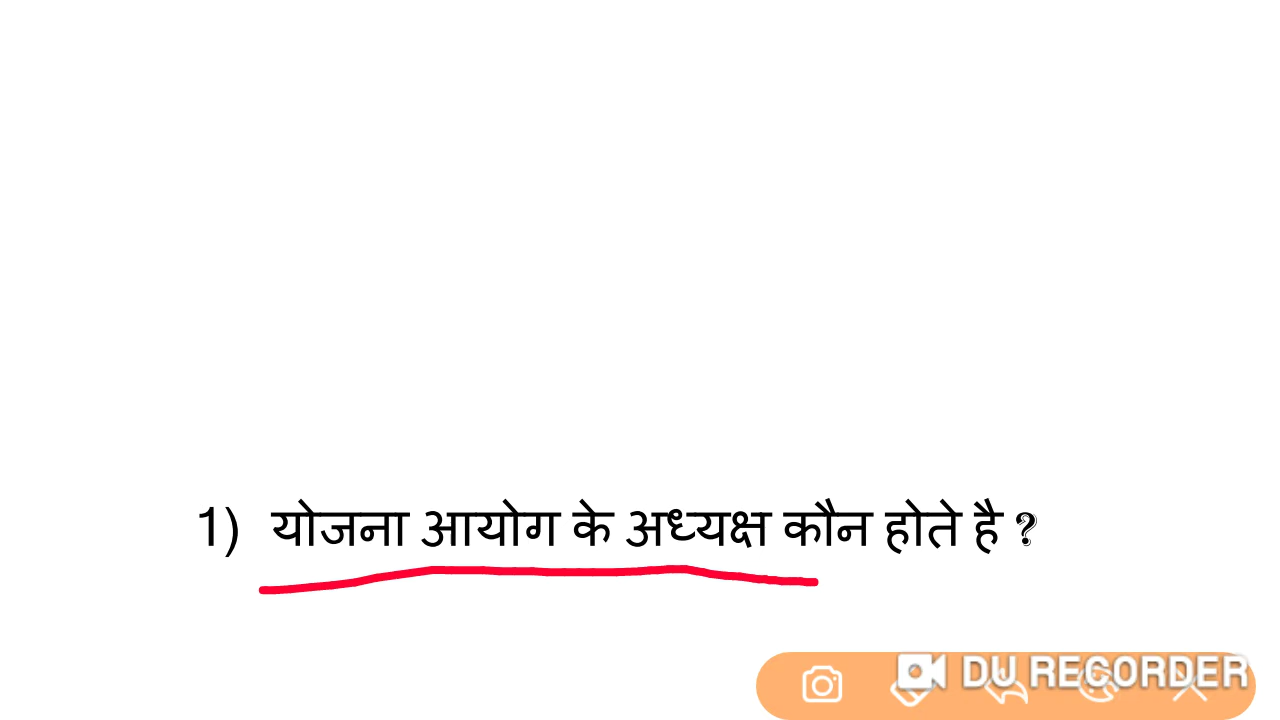 1) योजना आयोग के अध्यक्ष कौन होते है ?
DU RECORDER